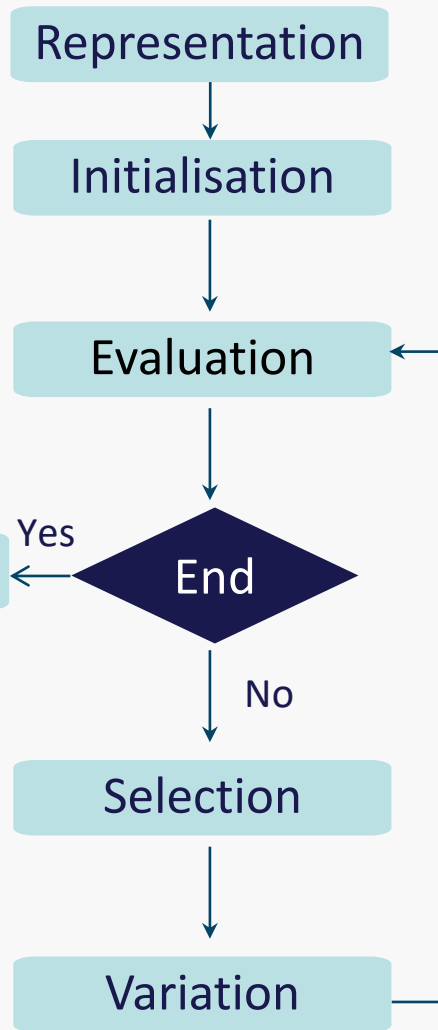 Representation
Initialisation
Evaluation
Yes
End
No
Selection
Variation